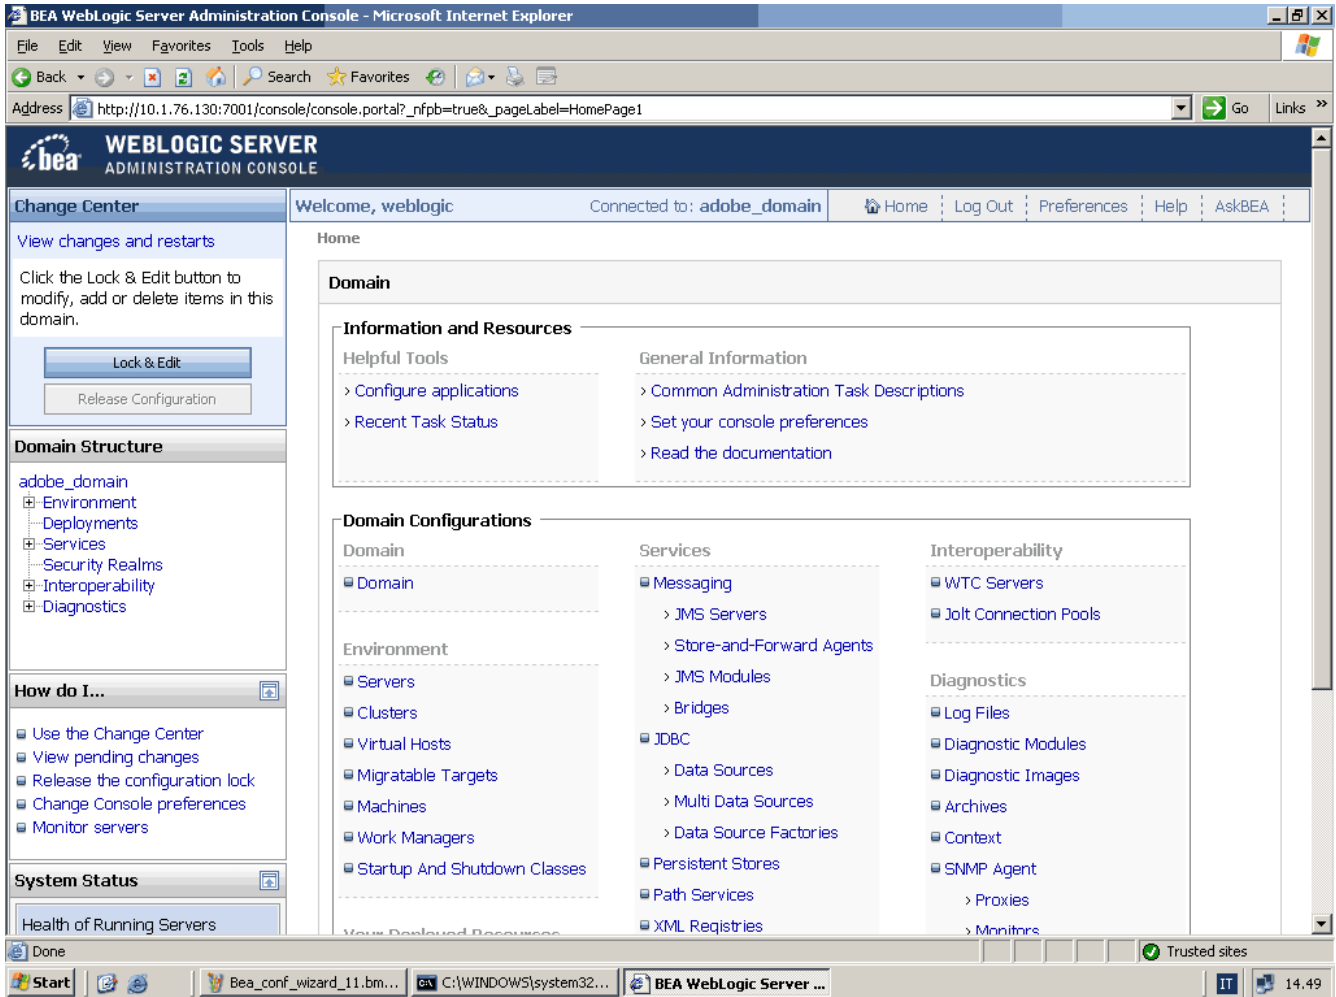 BEA WebLogic Server Administration Console - Microsoft Internet Explorer
File Edit View Favorites Tools Help
Back Search Favorites
Address http://10.1.76.130:7001/console/console.portal?_nfpb=true&_pageLabel=HomePage1 Go Links »
bea WEBLOGIC SERVER
ADMINISTRATION CONSOLE
Change Center
View changes and restarts
Click the Lock & Edit button to
modify, add or delete items in this
domain.
Lock & Edit
Release Configuration
Domain Structure
adobe_domain
Environment
Deployments
Services
Security Realms
Interoperability
Diagnostics
How do I...
Use the Change Center
View pending changes
Release the configuration lock
Change Console preferences
Monitor servers
System Status
Health of Running Servers
Welcome, weblogic Connected to: adobe_domain Home Log Out Preferences Help AskBEA
Home
Domain
Information and Resources
Helpful Tools
› Configure applications
› Recent Task Status
General Information
› Common Administration Task Descriptions
› Set your console preferences
› Read the documentation
Domain Configurations
Domain
Domain
Environment
Servers
Clusters
Virtual Hosts
Migratable Targets
Machines
Work Managers
Startup And Shutdown Classes
Your Deployed Resources
Services
Messaging
› JMS Servers
› Store-and-Forward Agents
› JMS Modules
› Bridges
JDBC
› Data Sources
› Multi Data Sources
› Data Source Factories
Persistent Stores
Path Services
XML Registries
Interoperability
WTC Servers
Jolt Connection Pools
Diagnostics
Log Files
Diagnostic Modules
Diagnostic Images
Archives
Context
SNMP Agent
› Proxies
› Monitors
Done Trusted sites
Start Bea_conf_wizard_11.bm... C:\WINDOWS\system32... BEA WebLogic Server ... IT 14.49